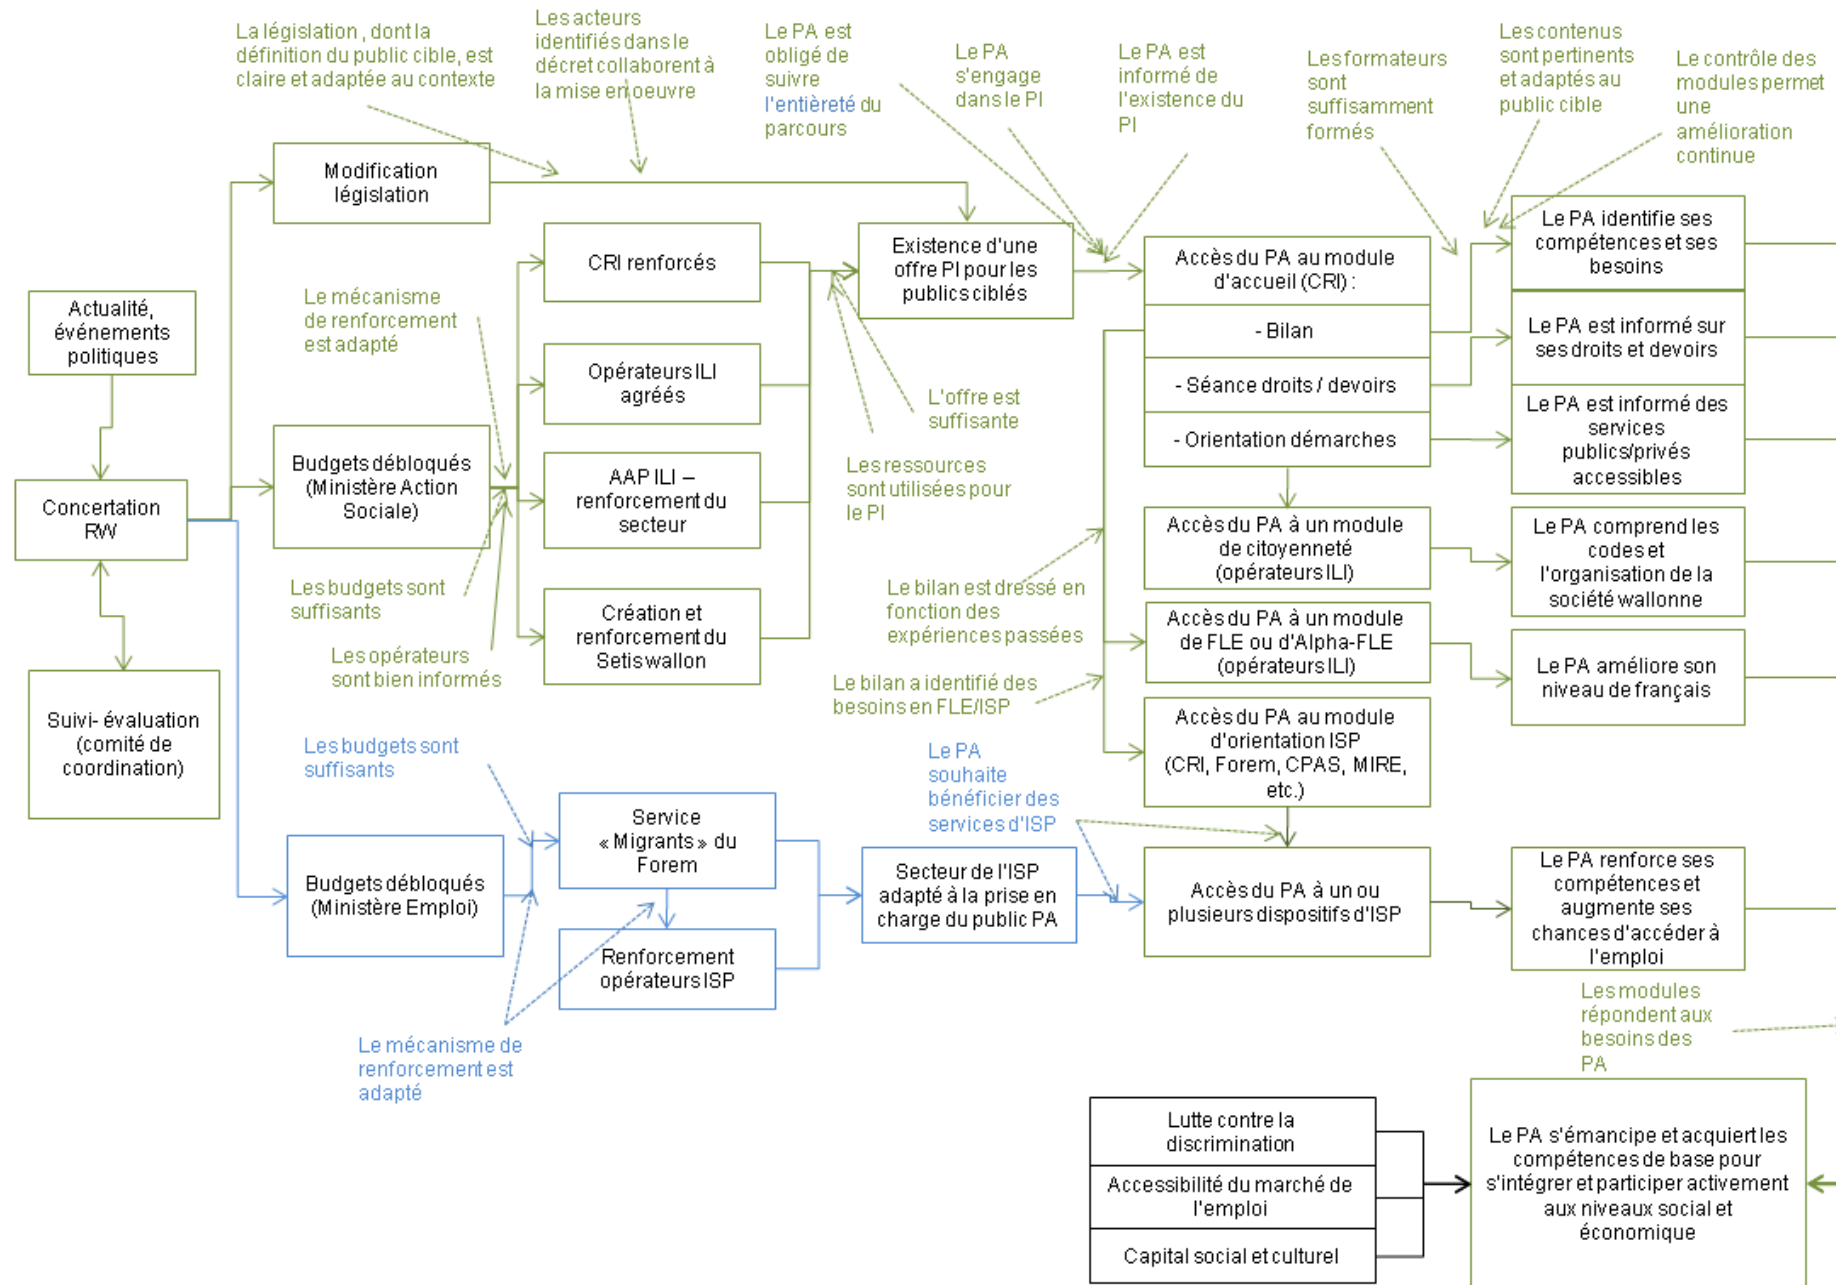 La législation, dont la
définition du public cible, est
claire et adaptée au contexte
Les acteurs
identifiés dans le
décret collaborent à
la mise en oeuvre
Le PA est
obligé de
suivre
l'entièreté du
parcours
Le PA
s'engage
dans le PI
Le PA est
informé de
l'existence du
PI
Les formateurs
sont
suffisamment
formés
Les contenus
sont pertinents
et adaptés au
public cible
Le contrôle des
modules permet
une
amélioration
continue
Modification
législation
Actualité,
événements
politiques
Concertation
RW
Suivi- évaluation
(comité de
coordination)
Budgets débloqués
(Ministère Action
Sociale)
Le mécanisme
de renforcement
est adapté
Les budgets sont
suffisants
Les opérateurs
sont bien informés
CRI renforcés
Opérateurs ILI
agréés
AAP ILI –
renforcement du
secteur
Création et
renforcement du
Setis wallon
Existence d'une
offre PI pour les
publics ciblés
L'offre est
suffisante
Les ressources
sont utilisées pour
le PI
Le bilan est dressé en
fonction des
expériences passées
Le bilan a identifié des
besoins en FLE/ISP
Accès du PA au module
d'accueil (CRI) :
- Bilan
- Séance droits / devoirs
- Orientation démarches
Accès du PA à un module
de citoyenneté
(opérateurs ILI)
Accès du PA à un module
de FLE ou d'Alpha-FLE
(opérateurs ILI)
Accès du PA au module
d'orientation ISP
(CRI, Forem, CPAS, MIRE,
etc.)
Le PA identifie ses
compétences et ses
besoins
Le PA est informé sur
ses droits et devoirs
Le PA est informé des
services
publics/privés
accessibles
Le PA comprend les
codes et
l'organisation de la
société wallonne
Le PA améliore son
niveau de français
Les budgets sont
suffisants
Budgets débloqués
(Ministère Emploi)
Service
« Migrants » du
Forem
Renforcement
opérateurs ISP
Le mécanisme de
renforcement est
adapté
Le PA
souhaite
bénéficier des
services d'ISP
Secteur de l'ISP
adapté à la prise en
charge du public PA
Accès du PA à un ou
plusieurs dispositifs d'ISP
Le PA renforce ses
compétences et
augmente ses
chances d'accéder à
l'emploi
Les modules
répondent aux
besoins des
PA
Lutte contre la
discrimination
Accessibilité du marché de
l'emploi
Capital social et culturel
Le PA s'émancipe et acquiert les
compétences de base pour
s'intégrer et participer activement
aux niveaux social et
économique